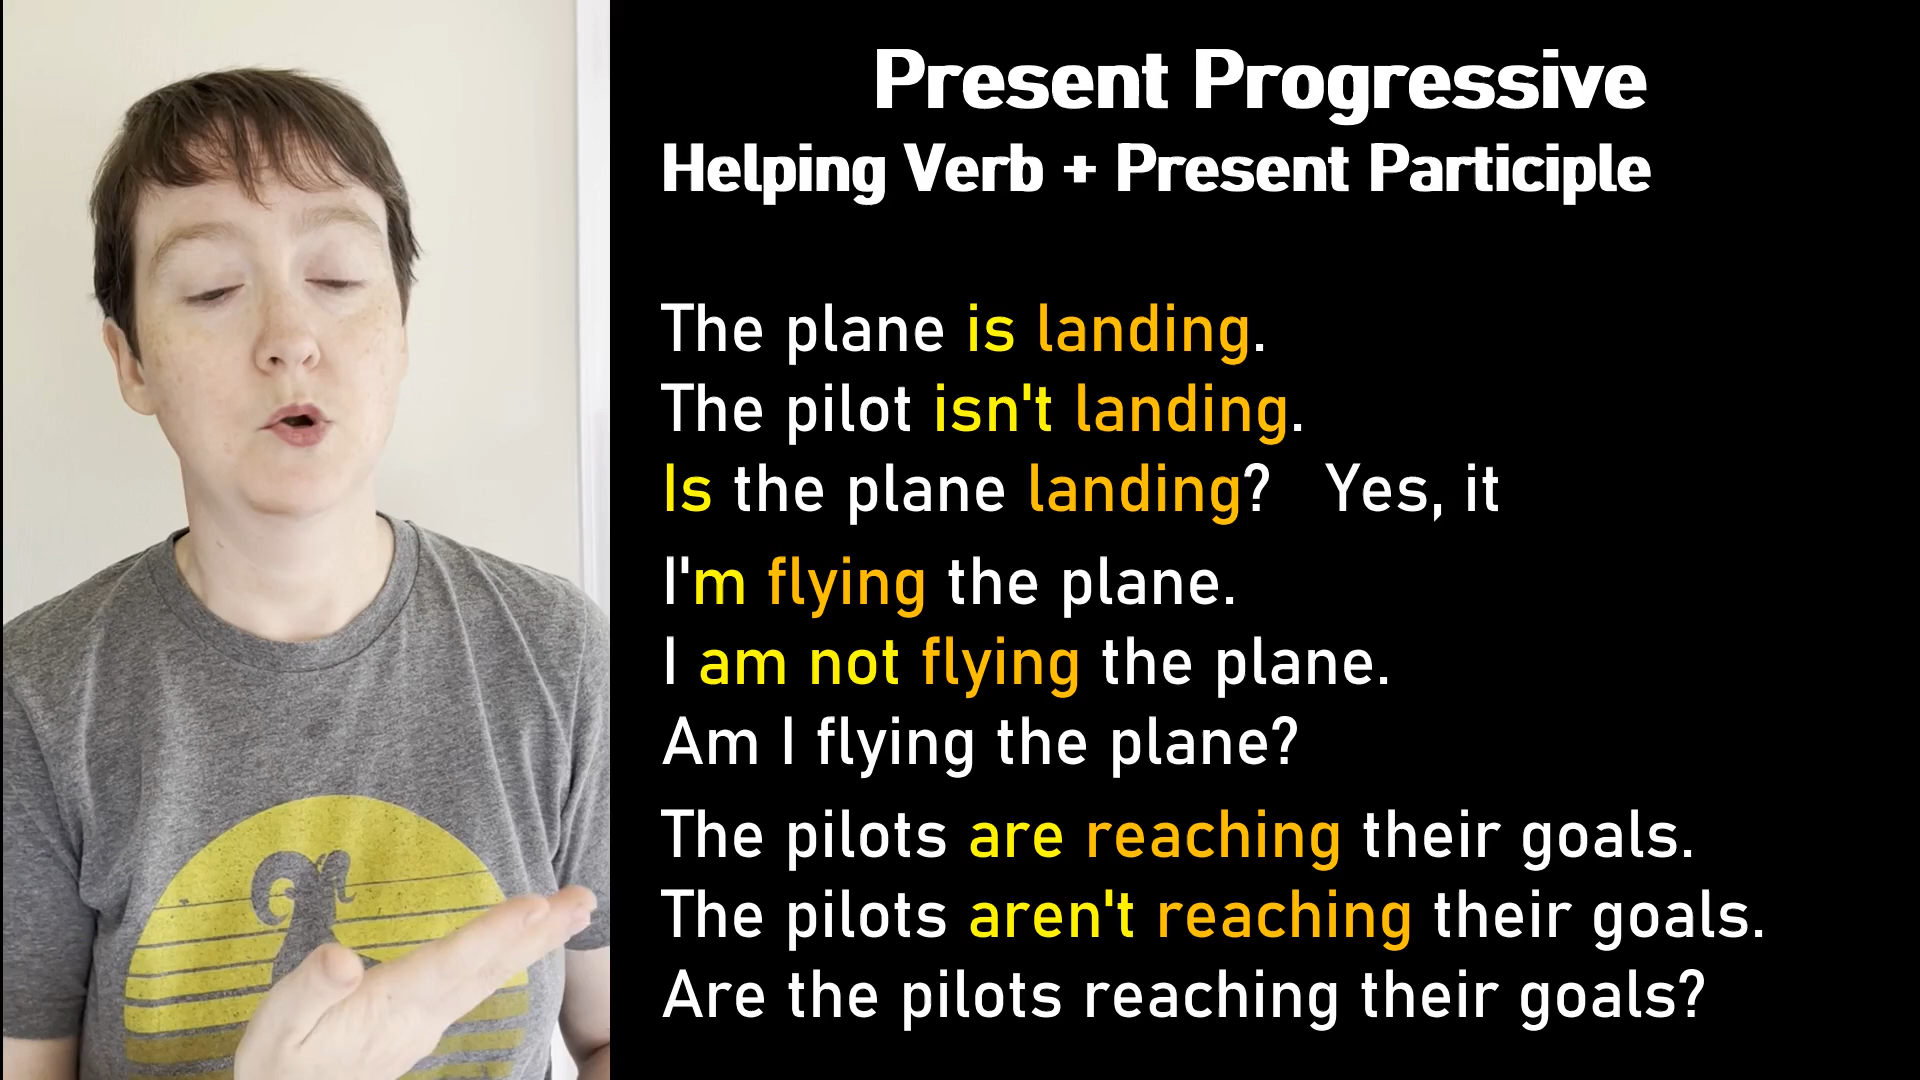 Present Progressive
Helping Verb + Present Participle
The plane is landing.
The pilot isn't landing.
Is the plane landing? Yes, it
I'm flying the plane.
I am not flying the plane.
Am I flying the plane?
The pilots are reaching their goals.
The pilots aren't reaching their goals.
Are the pilots reaching their goals?